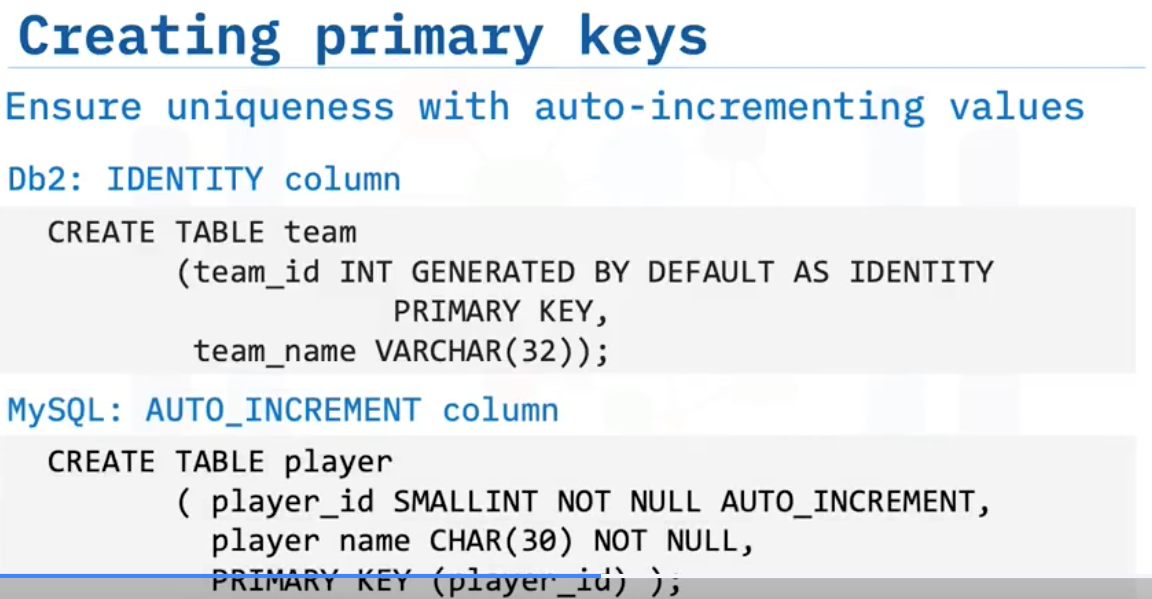 Creating primary keys
Ensure uniqueness with auto-incrementing values
Db2: IDENTITY column
CREATE TABLE team
(team_id INT GENERATED BY DEFAULT AS IDENTITY
PRIMARY KEY,
team_name VARCHAR(32));
MySQL: AUTO_INCREMENT column
CREATE TABLE player
( player_id SMALLINT NOT NULL AUTO_INCREMENT,
player name CHAR(30) NOT NULL,
PRIMARY KEY (player_id) );